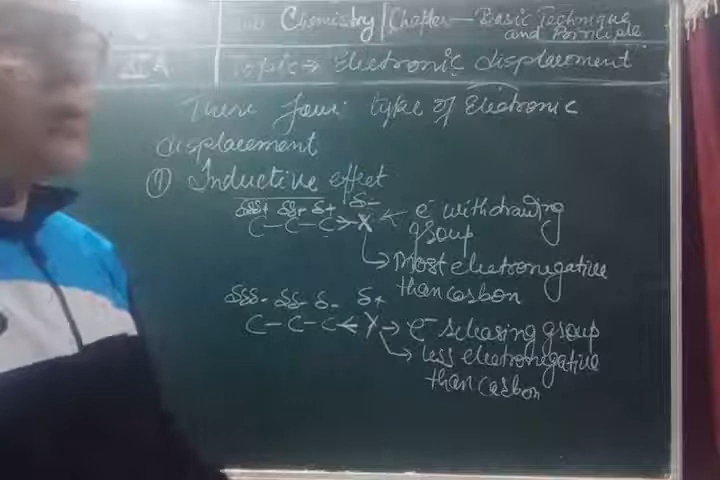 Chemistry | Chapter — Basic Technique
and Principle
XI A
Topic ⇒ Electronic displacement
There four type of Electronic
displacement
① Inductive effect
δδδ+ δδ+ δ+ δ-
C - C - C > X ← e⁻ withdrawing
group
↳ Most electronegative
than carbon
δδδ- δδ- δ- δ+
C - C - C ← Y → e⁻ releasing group
↳ less electronegative
than carbon